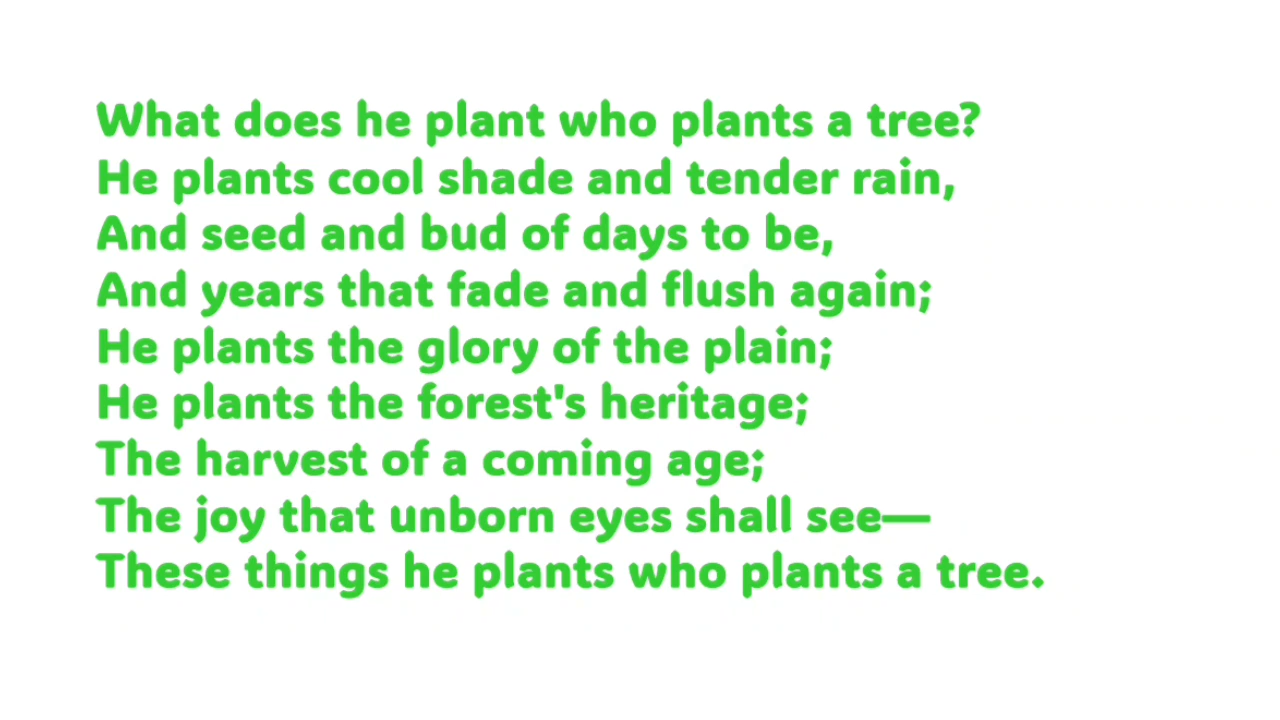 What does he plant who plants a tree?
He plants cool shade and tender rain,
And seed and bud of days to be,
And years that fade and flush again;
He plants the glory of the plain;
He plants the forest's heritage;
The harvest of a coming age;
The joy that unborn eyes shall see—
These things he plants who plants a tree.